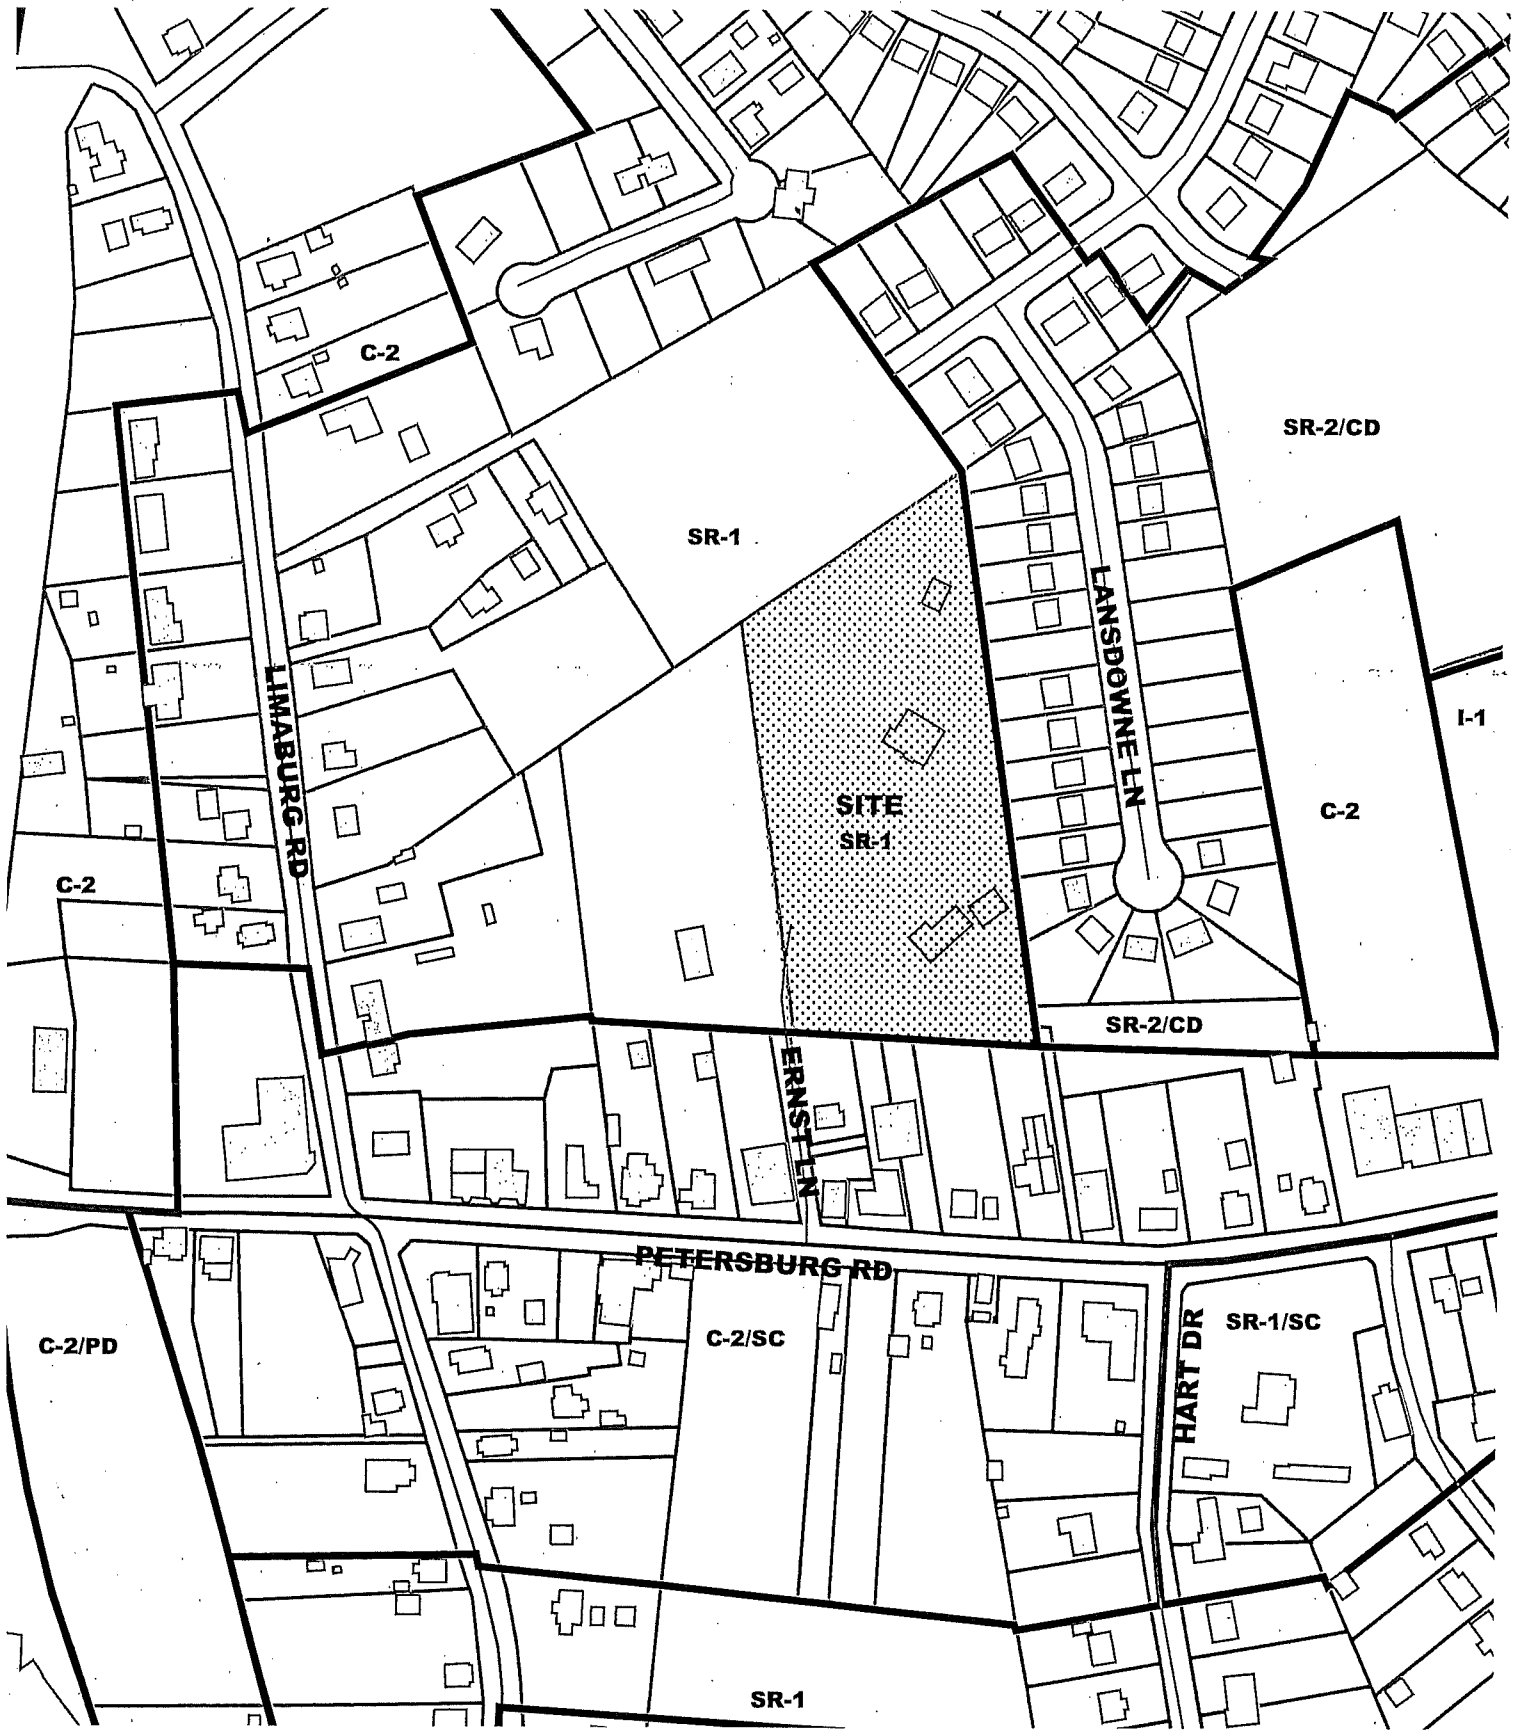 C-2
SR-2/CD
SR-1
LANSDOWNE LN
I-1
LIMABURG RD
SITE
SR-1
C-2
C-2
SR-2/CD
ERNST LN
PETERSBURG RD
C-2/PD
C-2/SC
HART DR
SR-1/SC
SR-1